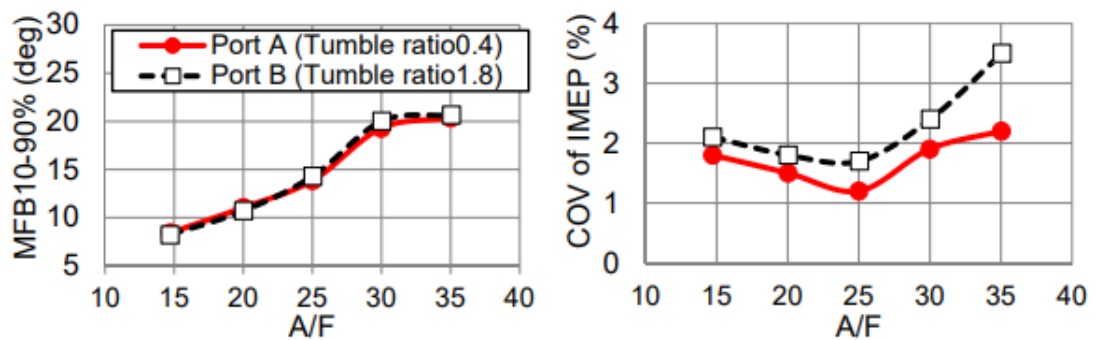 MFB10-90% (deg)
30
25
20
15
10
5
Port A (Tumble ratio0.4)
Port B (Tumble ratio1.8)
10 15 20 25 30 35 40
A/F
COV of IMEP (%)
4
3
2
1
0
10 15 20 25 30 35 40
A/F